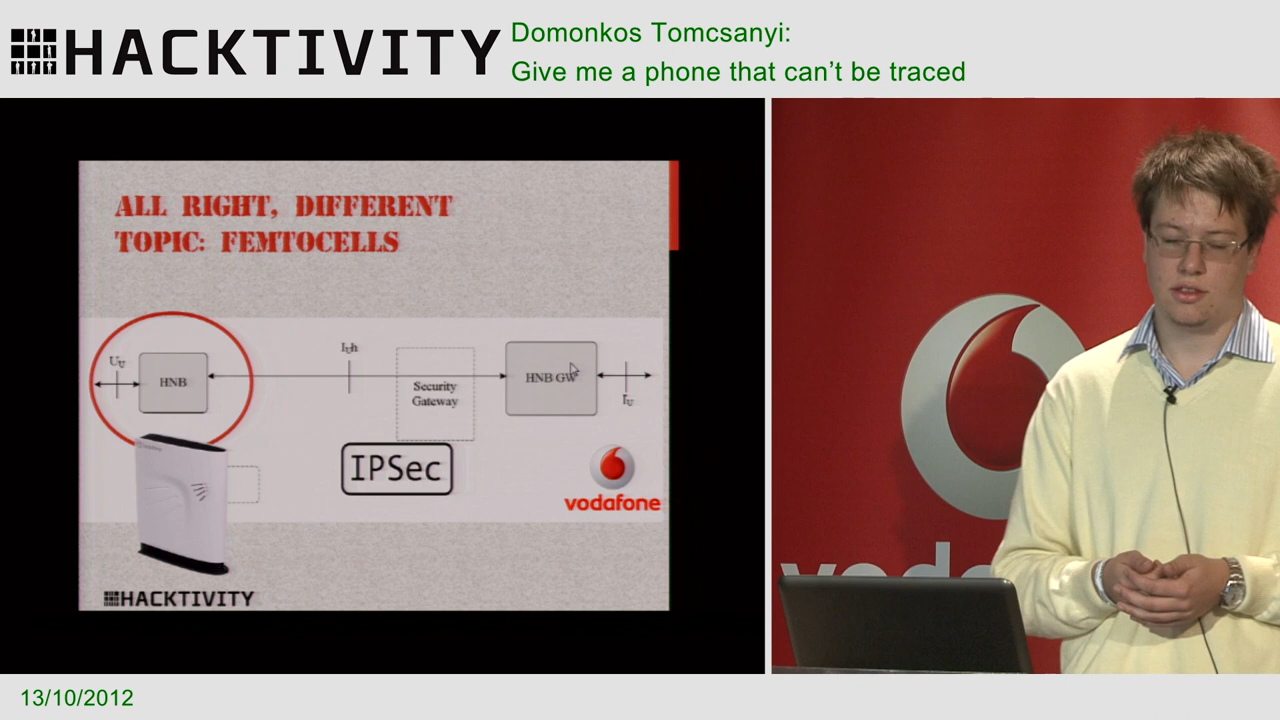 HACKTIVITY
Domonkos Tomcsanyi:
Give me a phone that can't be traced
ALL RIGHT, DIFFERENT
TOPIC: FEMTOCELLS
Uu
HNB
Iuh
Security
Gateway
HNB GW
Iu
IPSec
vodafone
HACKTIVITY
voda
13/10/2012